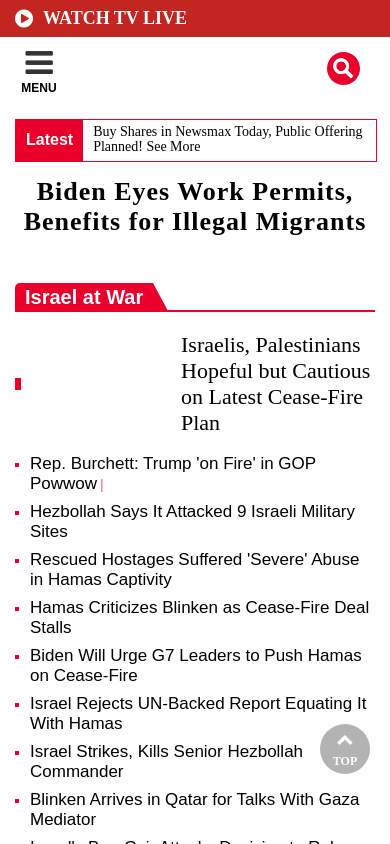 WATCH TV LIVE
MENU
Latest
Buy Shares in Newsmax Today, Public Offering
Planned! See More
Biden Eyes Work Permits,
Benefits for Illegal Migrants
Israel at War
Israelis, Palestinians
Hopeful but Cautious
on Latest Cease-Fire
Plan
Rep. Burchett: Trump 'on Fire' in GOP
Powwow |
Hezbollah Says It Attacked 9 Israeli Military
Sites
Rescued Hostages Suffered 'Severe' Abuse
in Hamas Captivity
Hamas Criticizes Blinken as Cease-Fire Deal
Stalls
Biden Will Urge G7 Leaders to Push Hamas
on Cease-Fire
Israel Rejects UN-Backed Report Equating It
With Hamas
Israel Strikes, Kills Senior Hezbollah
Commander
TOP
Blinken Arrives in Qatar for Talks With Gaza
Mediator